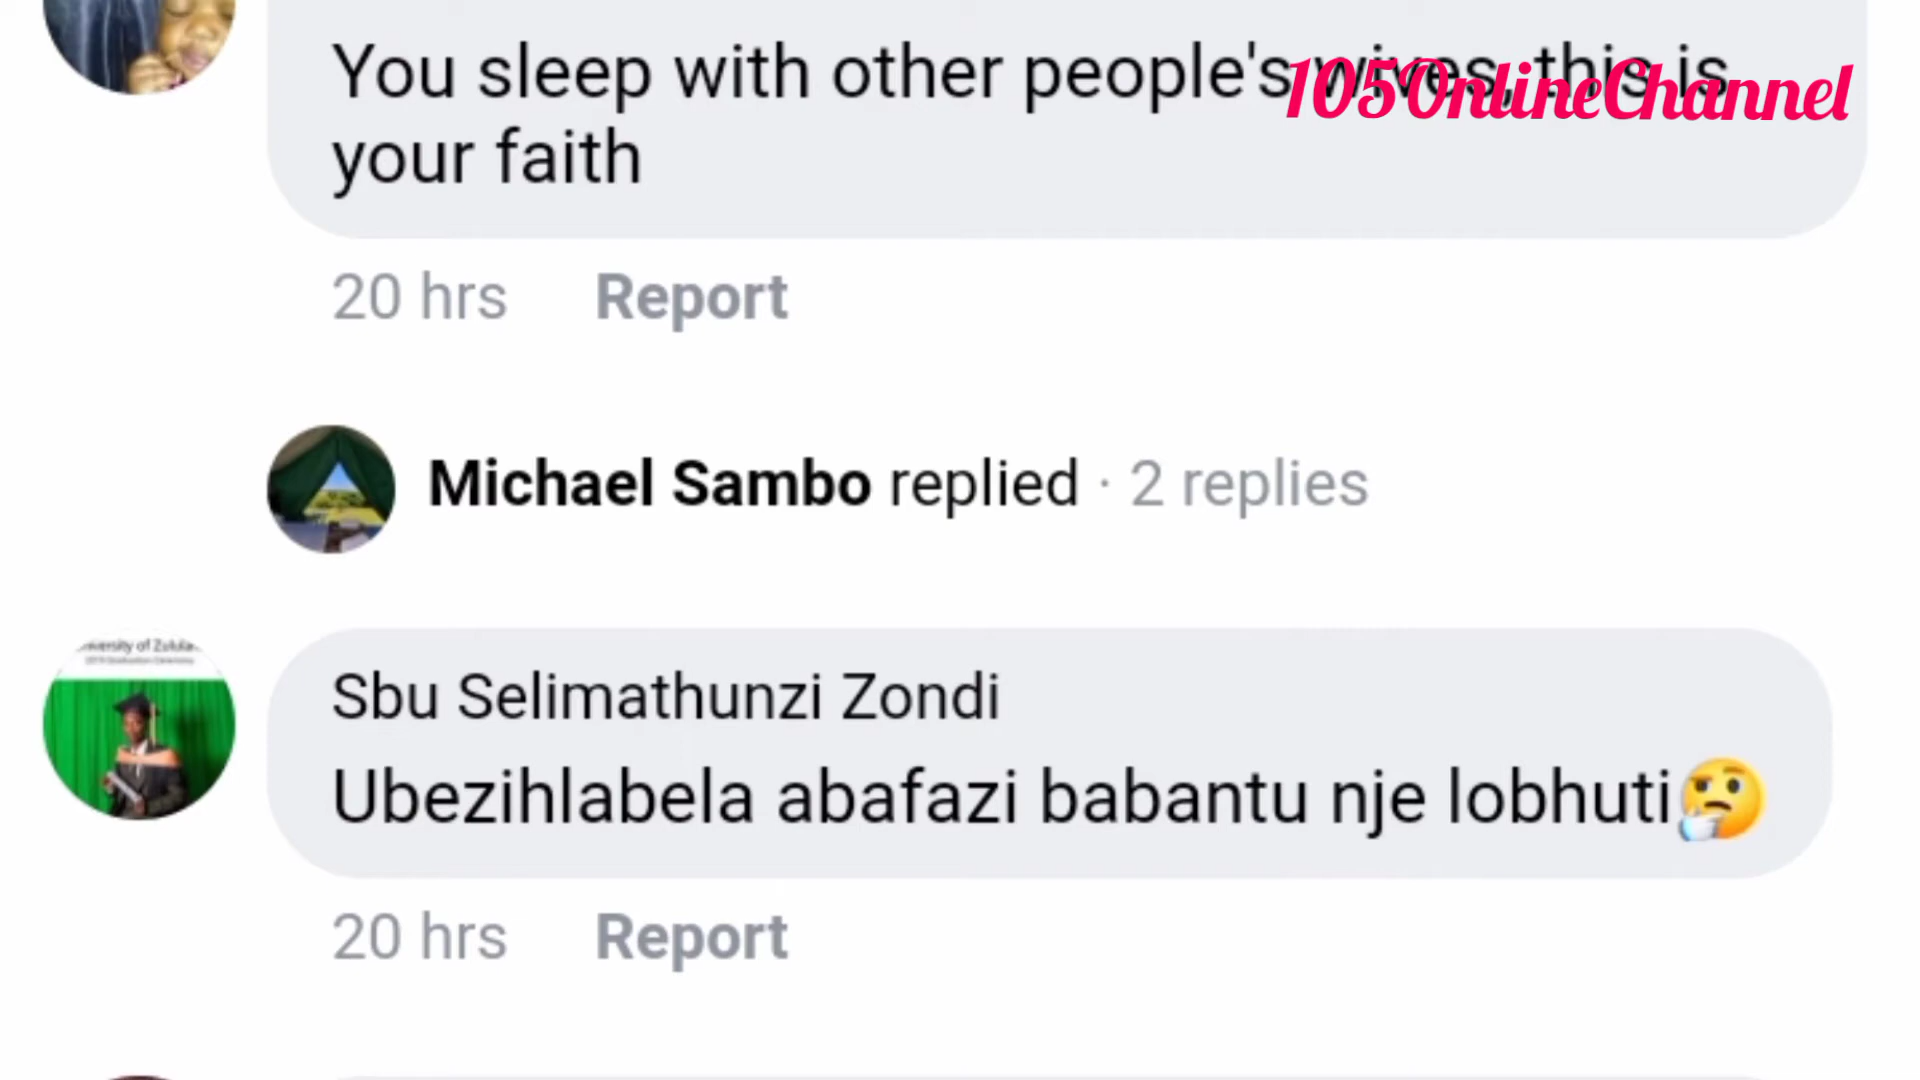 You sleep with other people's wives, this is
105OnlineChannel
your faith
20 hrs Report
Michael Sambo replied · 2 replies
Sbu Selimathunzi Zondi
Ubezihlabela abafazi babantu nje lobhuti🤔
20 hrs Report